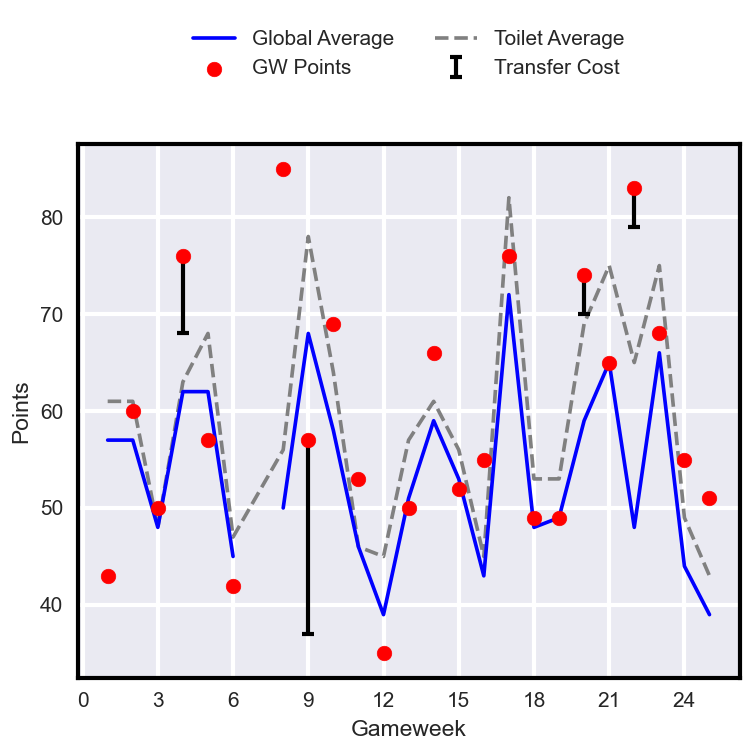 Global Average
GW Points
Toilet Average
Transfer Cost
80
70
60
50
40
Points
0 3 6 9 12 15 18 21 24
Gameweek